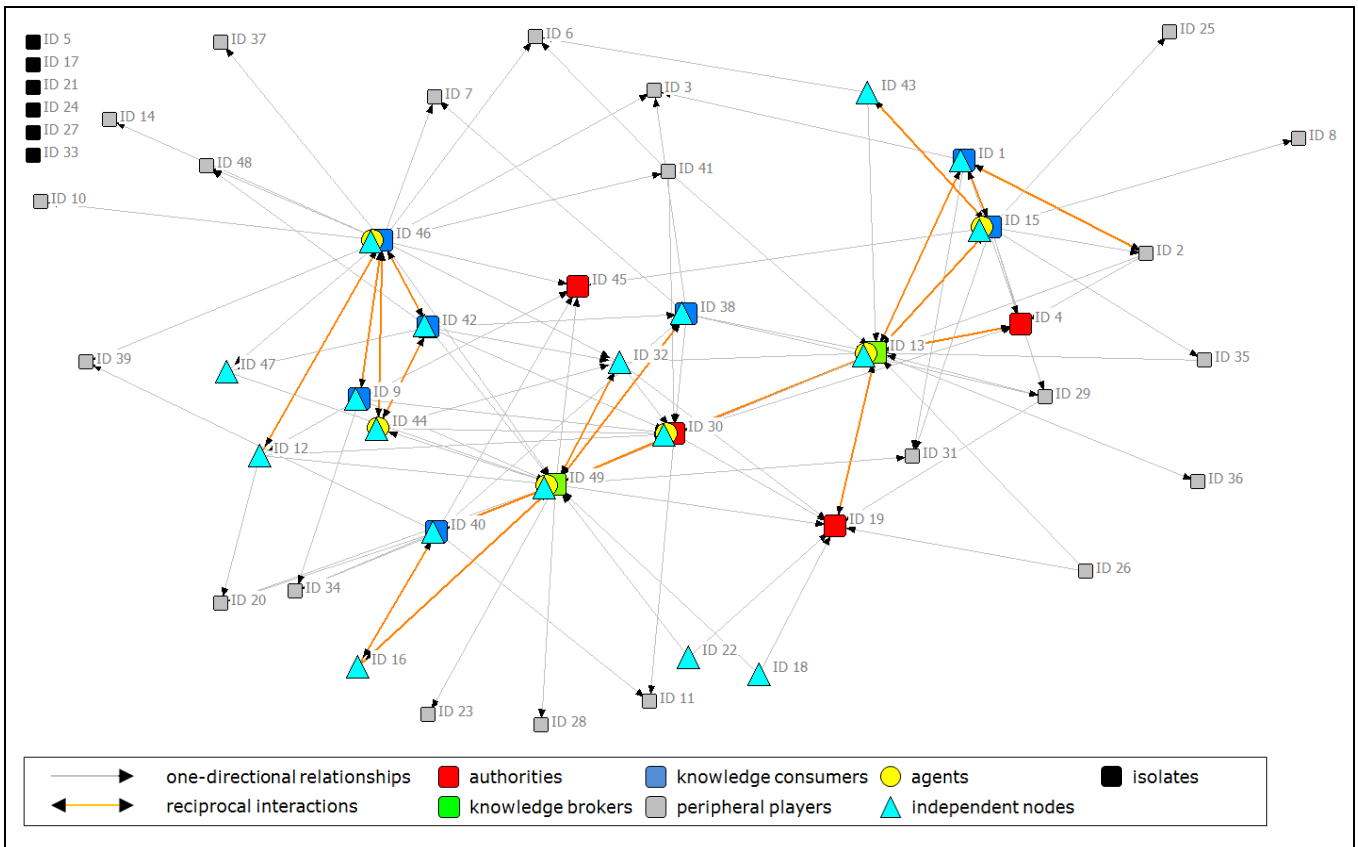 ID 5
ID 17
ID 21
ID 24
ID 27
ID 33
ID 37
ID 6
ID 25
ID 7
ID 3
ID 43
ID 14
ID 8
ID 48
ID 41
ID 1
ID 10
ID 46
ID 15
ID 2
ID 45
ID 38
ID 4
ID 42
ID 13
ID 39
ID 47
ID 32
ID 35
ID 9
ID 29
ID 44
ID 30
ID 12
ID 31
ID 49
ID 36
ID 40
ID 19
ID 26
ID 34
ID 20
ID 16
ID 22
ID 18
ID 11
ID 23
ID 28
one-directional relationships
authorities
knowledge consumers
agents
isolates
reciprocal interactions
knowledge brokers
peripheral players
independent nodes